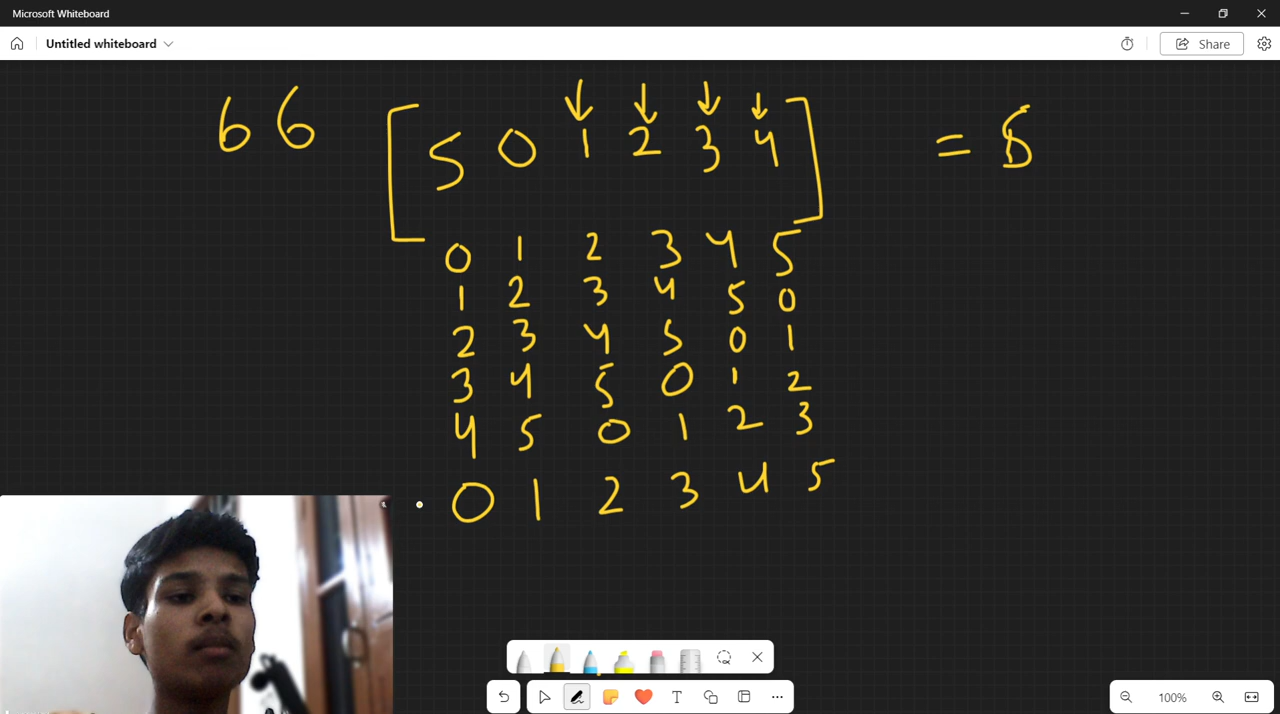 Microsoft Whiteboard
Untitled whiteboard
Share
6 6 [ 5 0 1 2 3 4 ] =
0 1 2 3 4 5
1 2 3 4 5 0
2 3 4 5 0 1
3 4 5 0 1 2
4 5 0 1 2 3
0 1 2 3 4 5
100%